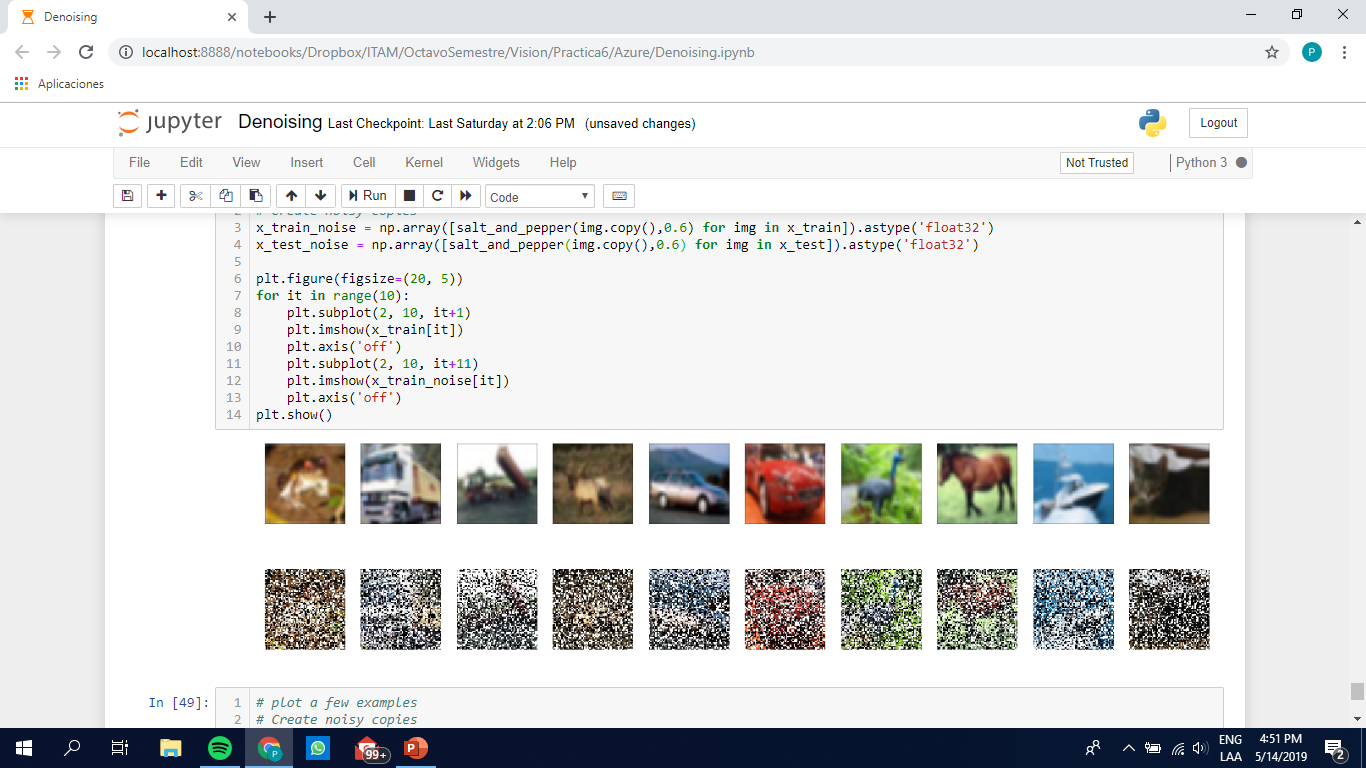 Denoising
localhost:8888/notebooks/Dropbox/ITAM/OctavoSemestre/Vision/Practica6/Azure/Denoising.ipynb
P
Aplicaciones
jupyter Denoising Last Checkpoint: Last Saturday at 2:06 PM (unsaved changes)
Logout
File Edit View Insert Cell Kernel Widgets Help
Not Trusted
Python 3
Run
Code
2 # Create noisy copies
3 x_train_noise = np.array([salt_and_pepper(img.copy(),0.6) for img in x_train]).astype('float32')
4 x_test_noise = np.array([salt_and_pepper(img.copy(),0.6) for img in x_test]).astype('float32')
5
6 plt.figure(figsize=(20, 5))
7 for it in range(10):
8     plt.subplot(2, 10, it+1)
9     plt.imshow(x_train[it])
10     plt.axis('off')
11     plt.subplot(2, 10, it+11)
12     plt.imshow(x_train_noise[it])
13     plt.axis('off')
14 plt.show()
In [49]: 1 # plot a few examples
2 # Create noisy copies
P
99+
P
ENG 4:51 PM
LAA 5/14/2019
2